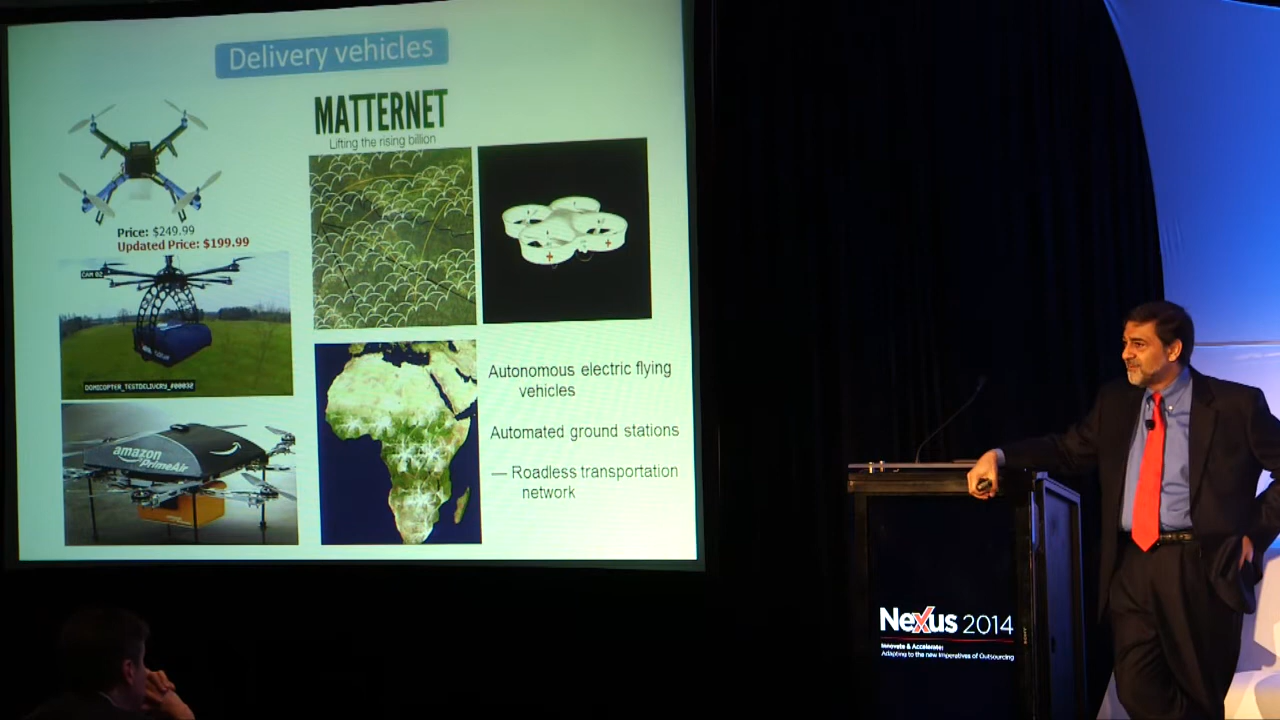 Delivery vehicles
Price: $249.99
Updated Price: $199.99
CAM 02
DOMICOPTER_TESTDELIVERY_#00032
amazon
PrimeAir
MATTERNET
Lifting the rising billion
Autonomous electric flying
vehicles
Automated ground stations
— Roadless transportation
network
Nexus 2014
Innovate & Accelerate:
Adapting to the new Imperatives of Outsourcing